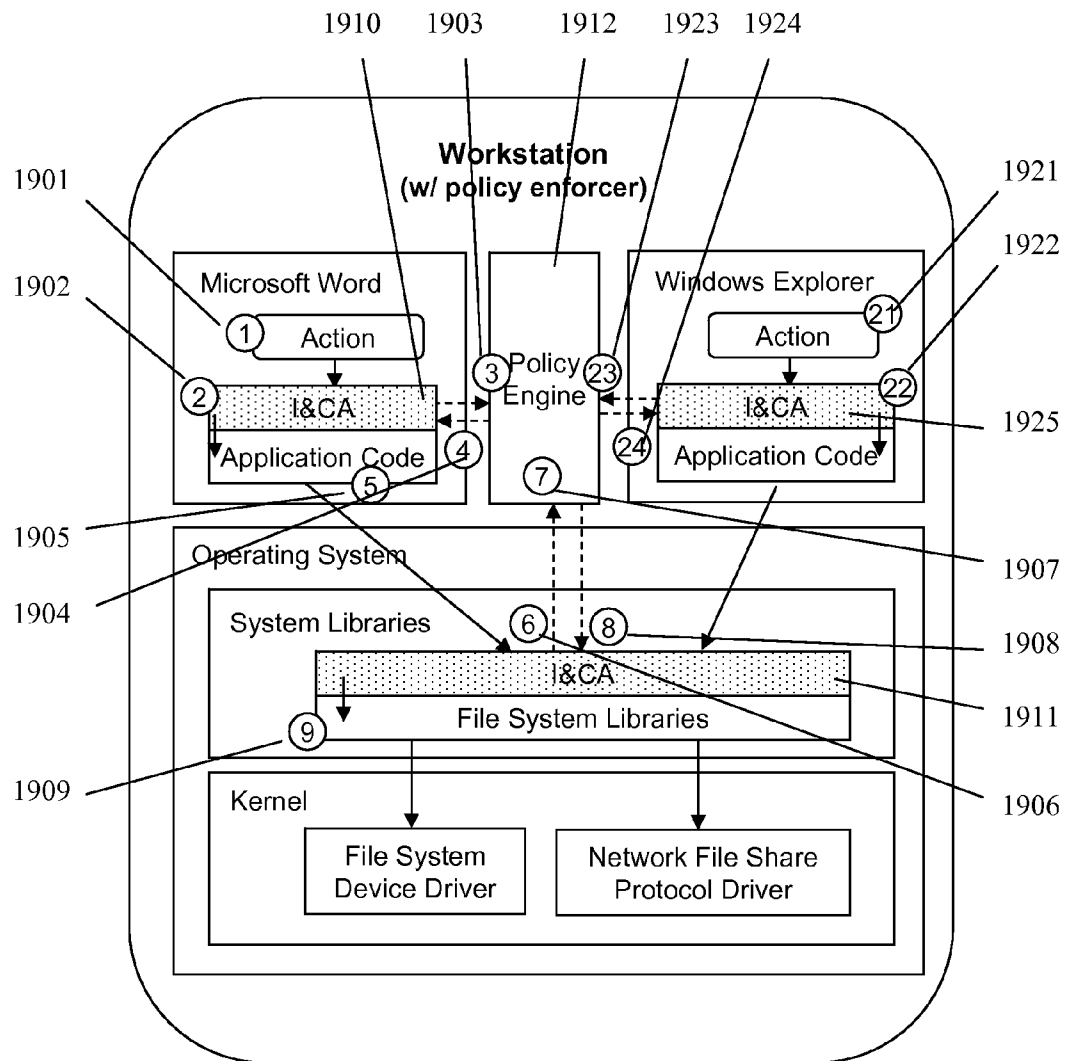 1910
1903
1912
1923
1924
Workstation
(w/ policy enforcer)
1901
1921
1902
1922
Microsoft Word
Windows Explorer
1
Action
21
Action
3
Policy
Engine
23
2
I&CA
22
I&CA
1925
Application Code
4
24
Application Code
5
7
1905
Operating System
1907
1904
System Libraries
6
8
1908
I&CA
1911
File System Libraries
9
1909
1906
Kernel
File System
Device Driver
Network File Share
Protocol Driver